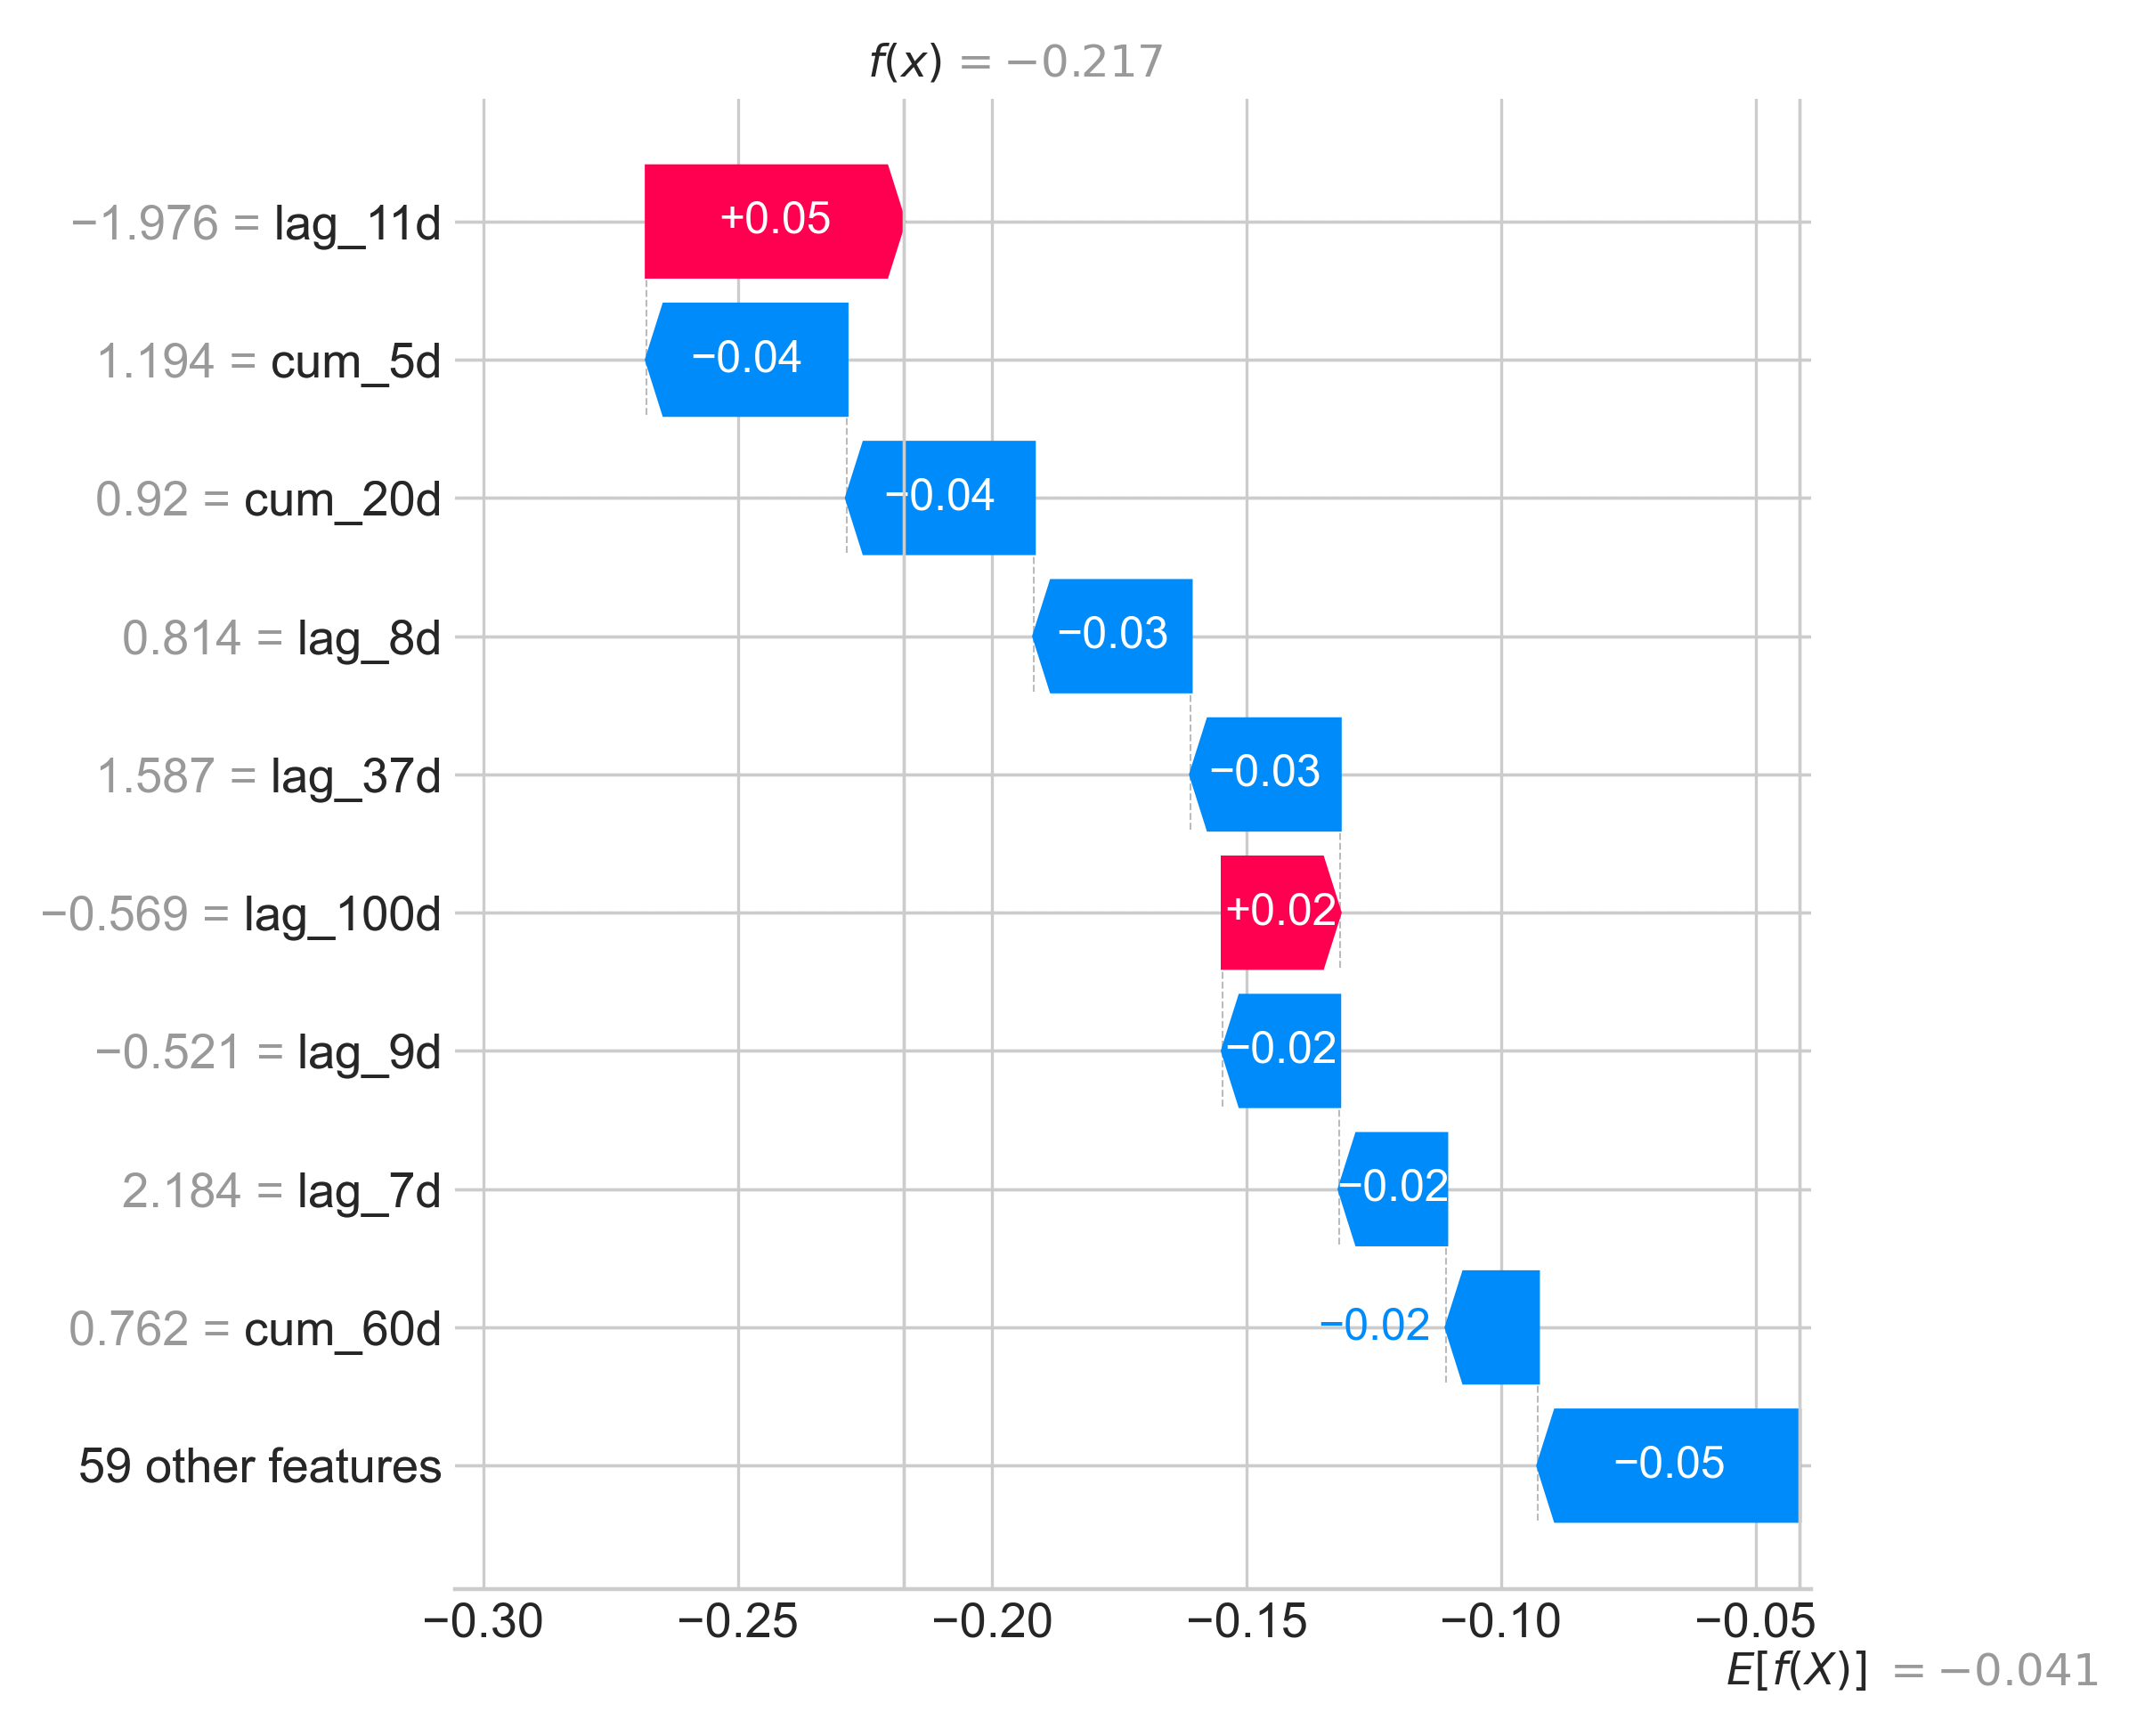 f(x) = −0.217
−1.976 = lag_11d +0.05
1.194 = cum_5d −0.04
0.92 = cum_20d −0.04
0.814 = lag_8d −0.03
1.587 = lag_37d −0.03
−0.569 = lag_100d +0.02
−0.521 = lag_9d −0.02
2.184 = lag_7d −0.02
0.762 = cum_60d −0.02
59 other features −0.05
−0.30 −0.25 −0.20 −0.15 −0.10 −0.05
E[f(X)] = −0.041